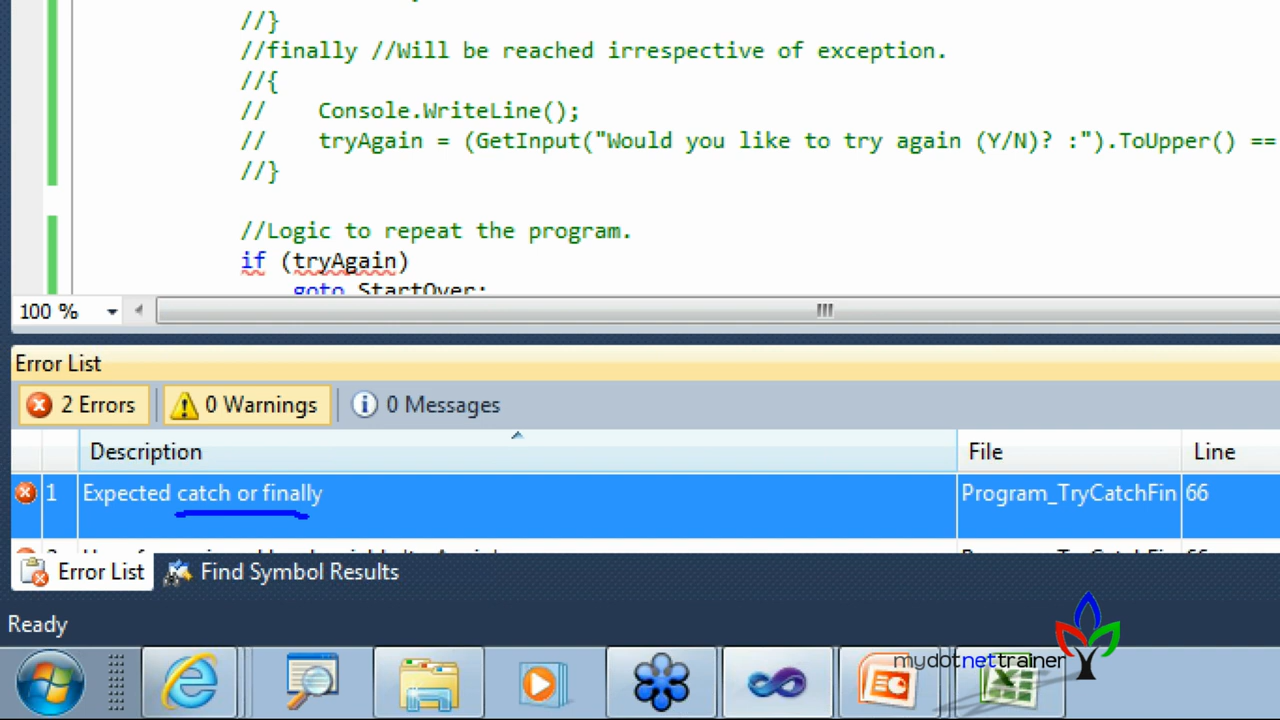 //}
//finally //Will be reached irrespective of exception.
//{
// Console.WriteLine();
// tryAgain = (GetInput("Would you like to try again (Y/N)? :").ToUpper() ==
//}
//Logic to repeat the program.
if (tryAgain)
goto StartOver;
100 %
Error List
2 Errors 0 Warnings 0 Messages
Description File Line
1 Expected catch or finally Program_TryCatchFin 66
Error List Find Symbol Results
Ready
mydotnettrainer